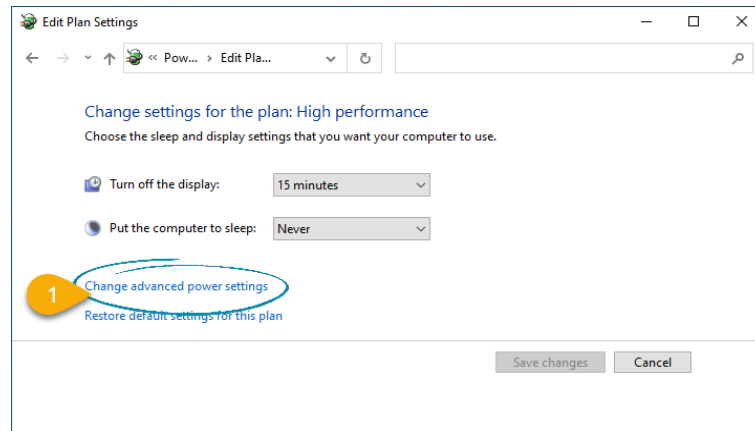 Edit Plan Settings
« Pow... › Edit Pla...
Change settings for the plan: High performance
Choose the sleep and display settings that you want your computer to use.
Turn off the display: 15 minutes
Put the computer to sleep: Never
Change advanced power settings
1
Restore default settings for this plan
Save changes Cancel